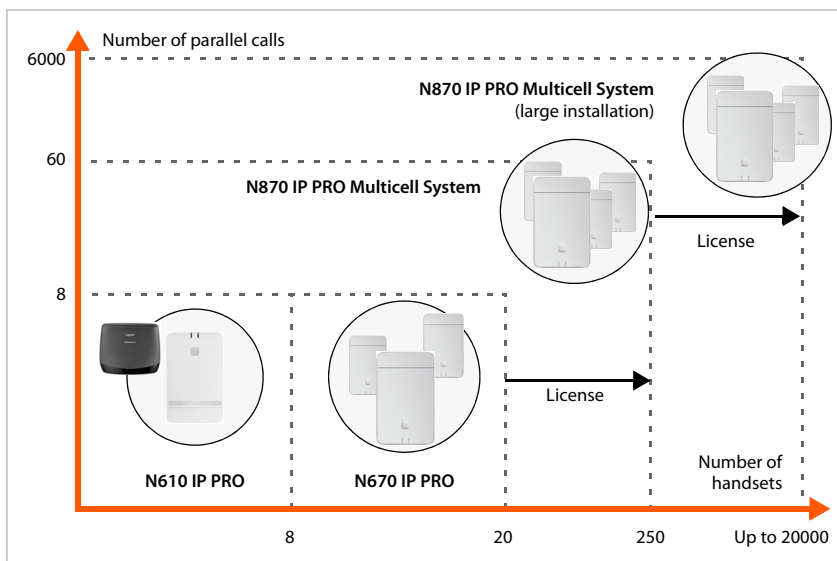 Number of parallel calls
6000
N870 IP PRO Multicell System
(large installation)
60
N870 IP PRO Multicell System
License
8
License
N610 IP PRO
N670 IP PRO
Number of
handsets
8
20
250
Up to 20000